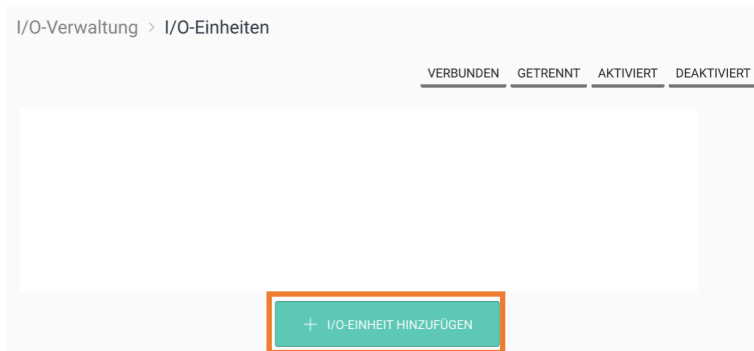 I/O-Verwaltung > I/O-Einheiten
VERBUNDEN GETRENNT AKTIVIERT DEAKTIVIERT
+ I/O-EINHEIT HINZUFÜGEN